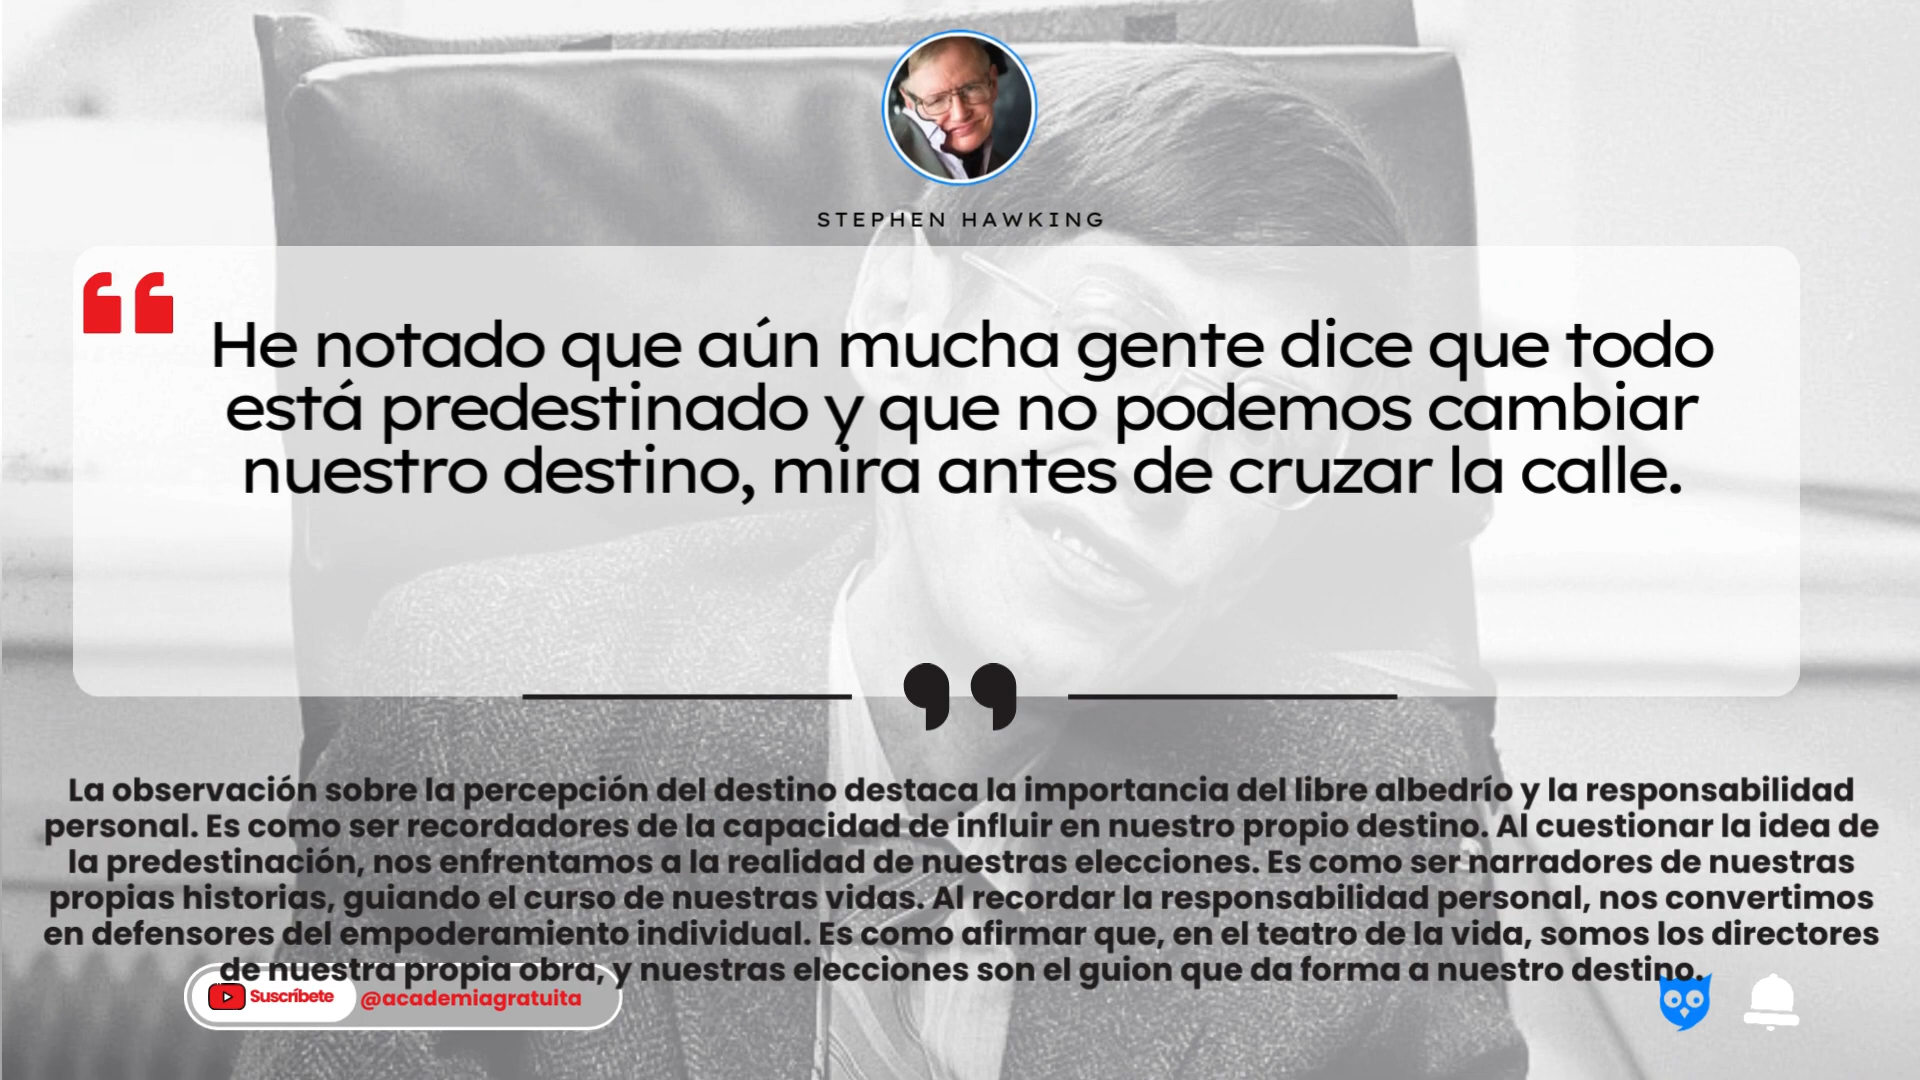 STEPHEN HAWKING
He notado que aún mucha gente dice que todo
está predestinado y que no podemos cambiar
nuestro destino, mira antes de cruzar la calle.
La observación sobre la percepción del destino destaca la importancia del libre albedrío y la responsabilidad
personal. Es como ser recordadores de la capacidad de influir en nuestro propio destino. Al cuestionar la idea de
la predestinación, nos enfrentamos a la realidad de nuestras elecciones. Es como ser narradores de nuestras
propias historias, guiando el curso de nuestras vidas. Al recordar la responsabilidad personal, nos convertimos
en defensores del empoderamiento individual. Es como afirmar que, en el teatro de la vida, somos los directores
de nuestra propia obra, y nuestras elecciones son el guion que da forma a nuestro destino.
Suscríbete @academiagratuita